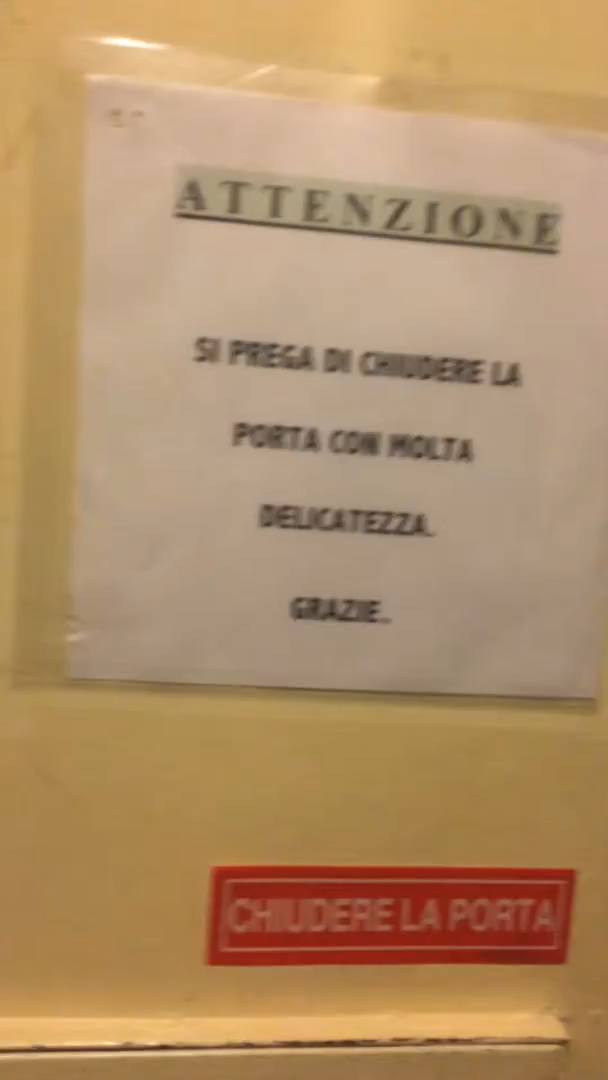 ATTENZIONE
SI PREGA DI CHIUDERE LA
PORTA CON MOLTA
DELICATEZZA.
GRAZIE.
CHIUDERE LA PORTA